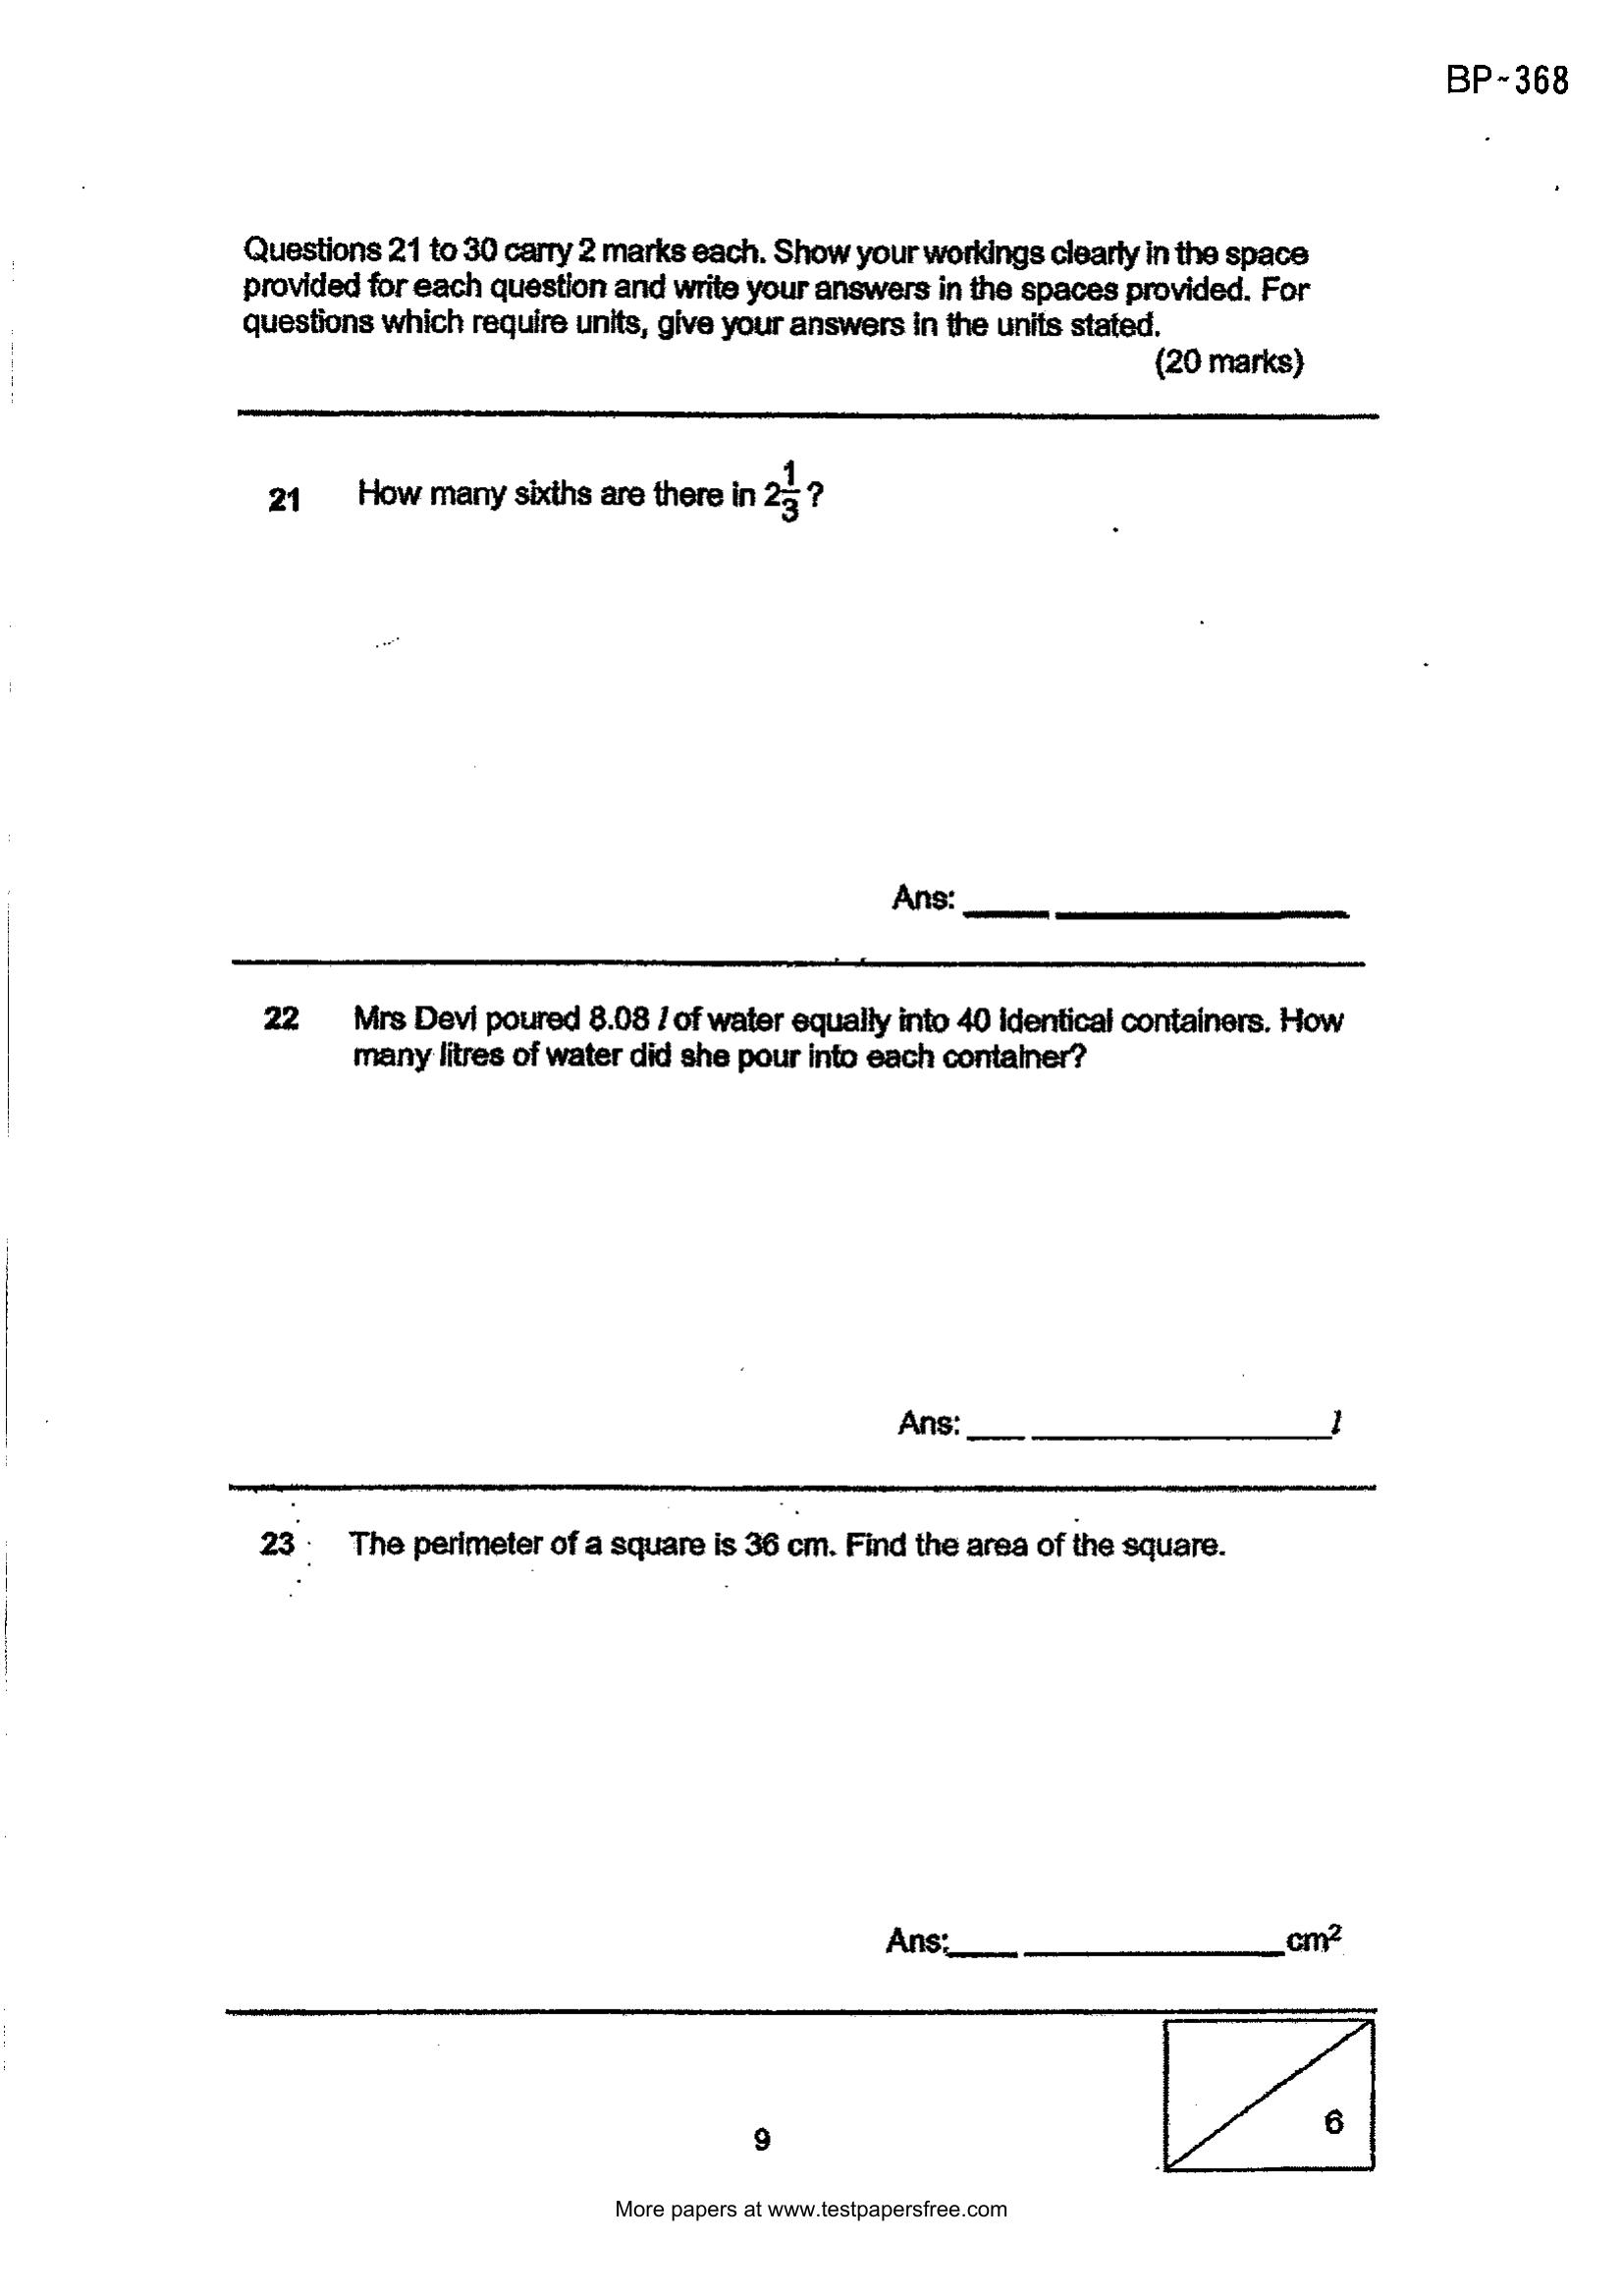 BP~368
Questions 21 to 30 carry 2 marks each. Show your workings clearly in the space
provided for each question and write your answers in the spaces provided. For
questions which require units, give your answers in the units stated.
(20 marks)
21 How many sixths are there in 2 1/3 ?
Ans: ____ ____________
22 Mrs Devi poured 8.08 l of water equally into 40 identical containers. How
many litres of water did she pour into each container?
Ans: ___ ______________ l
23 The perimeter of a square is 36 cm. Find the area of the square.
Ans: ____ ____________ cm²
6
9
More papers at www.testpapersfree.com